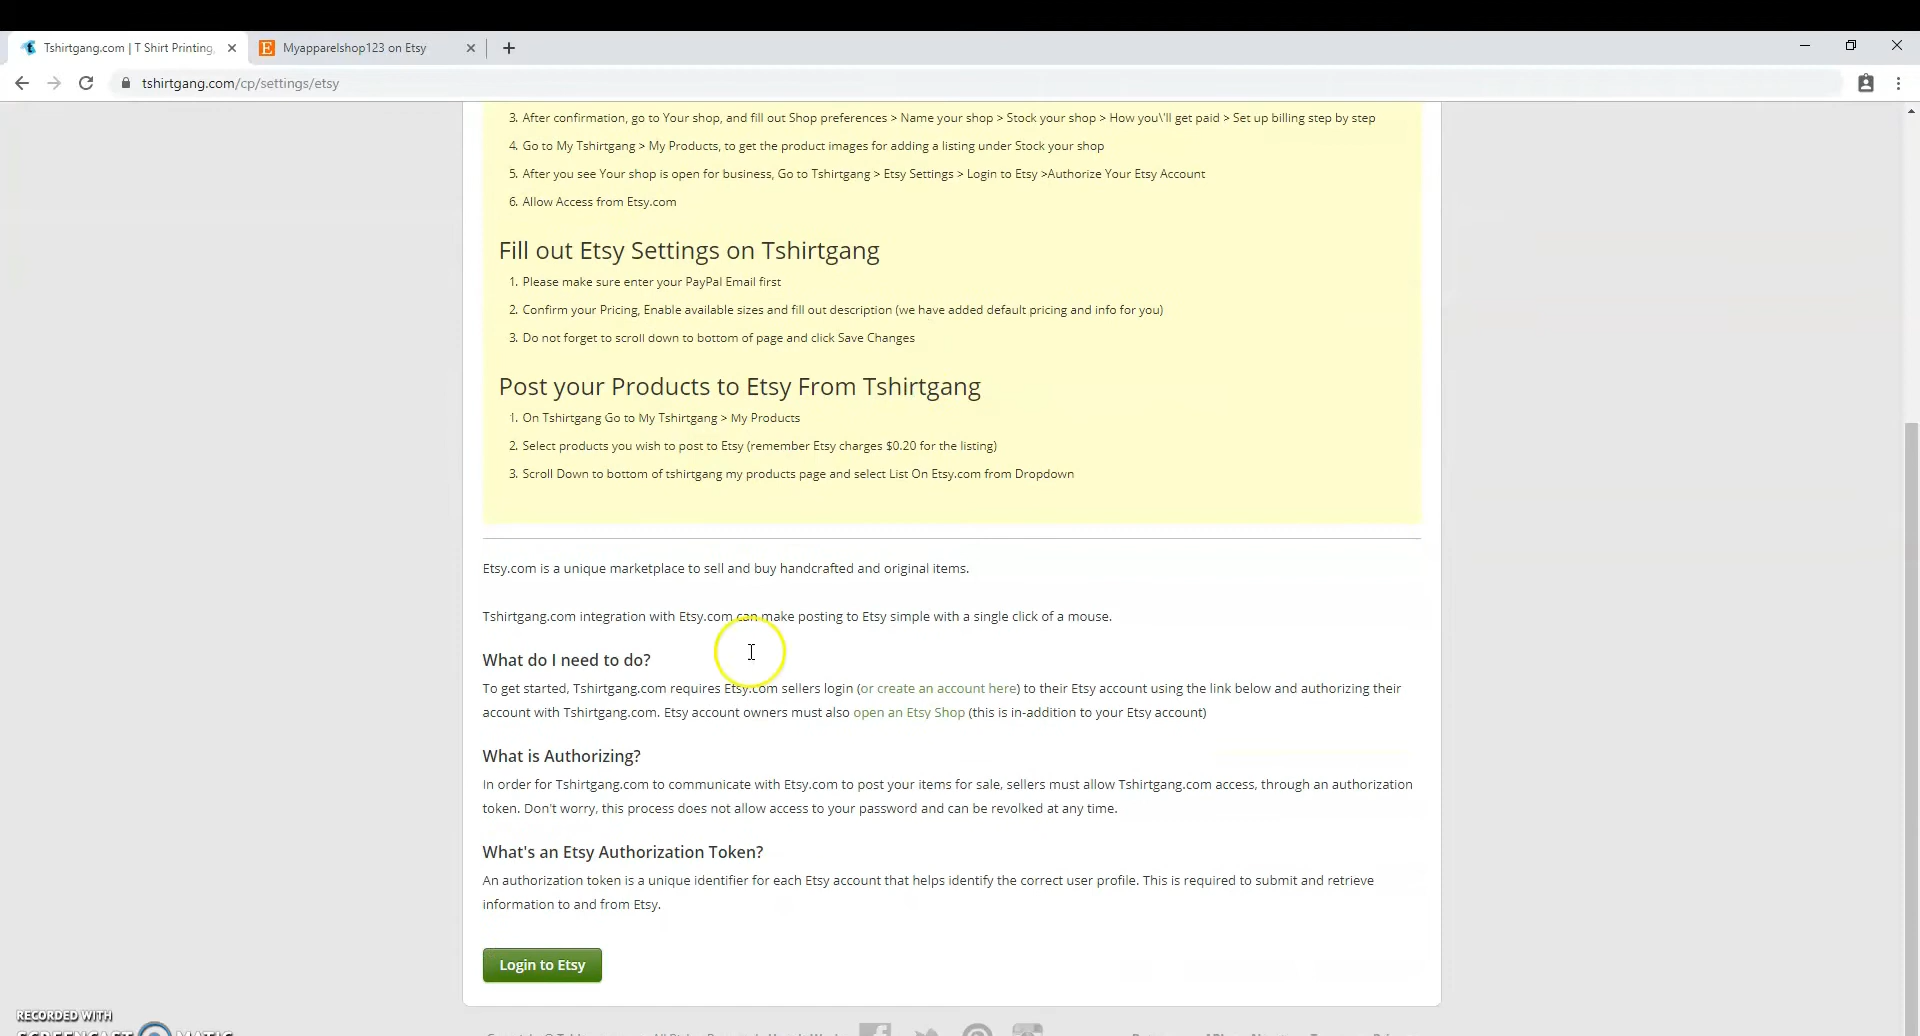 Tshirtgang.com | T Shirt Printing,
Myapparelshop123 on Etsy
tshirtgang.com/cp/settings/etsy
3. After confirmation, go to Your shop, and fill out Shop preferences > Name your shop > Stock your shop > How you\'ll get paid > Set up billing step by step
4. Go to My Tshirtgang > My Products, to get the product images for adding a listing under Stock your shop
5. After you see Your shop is open for business, Go to Tshirtgang > Etsy Settings > Login to Etsy >Authorize Your Etsy Account
6. Allow Access from Etsy.com
Fill out Etsy Settings on Tshirtgang
1. Please make sure enter your PayPal Email first
2. Confirm your Pricing, Enable available sizes and fill out description (we have added default pricing and info for you)
3. Do not forget to scroll down to bottom of page and click Save Changes
Post your Products to Etsy From Tshirtgang
1. On Tshirtgang Go to My Tshirtgang > My Products
2. Select products you wish to post to Etsy (remember Etsy charges $0.20 for the listing)
3. Scroll Down to bottom of tshirtgang my products page and select List On Etsy.com from Dropdown
Etsy.com is a unique marketplace to sell and buy handcrafted and original items.
Tshirtgang.com integration with Etsy.com can make posting to Etsy simple with a single click of a mouse.
What do I need to do?
To get started, Tshirtgang.com requires Etsy.com sellers login (or create an account here) to their Etsy account using the link below and authorizing their
account with Tshirtgang.com. Etsy account owners must also open an Etsy Shop (this is in-addition to your Etsy account)
What is Authorizing?
In order for Tshirtgang.com to communicate with Etsy.com to post your items for sale, sellers must allow Tshirtgang.com access, through an authorization
token. Don't worry, this process does not allow access to your password and can be revolked at any time.
What's an Etsy Authorization Token?
An authorization token is a unique identifier for each Etsy account that helps identify the correct user profile. This is required to submit and retrieve
information to and from Etsy.
Login to Etsy
RECORDED WITH